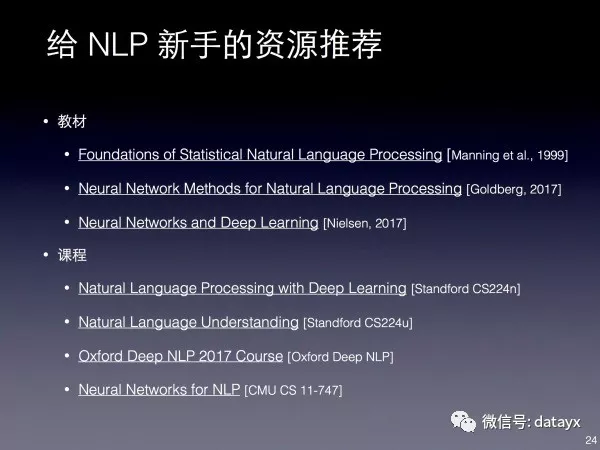 给 NLP 新手的资源推荐
• 教材
• Foundations of Statistical Natural Language Processing [Manning et al., 1999]
• Neural Network Methods for Natural Language Processing [Goldberg, 2017]
• Neural Networks and Deep Learning [Nielsen, 2017]
• 课程
• Natural Language Processing with Deep Learning [Standford CS224n]
• Natural Language Understanding [Standford CS224u]
• Oxford Deep NLP 2017 Course [Oxford Deep NLP]
• Neural Networks for NLP [CMU CS 11-747]
微信号: datayx
24